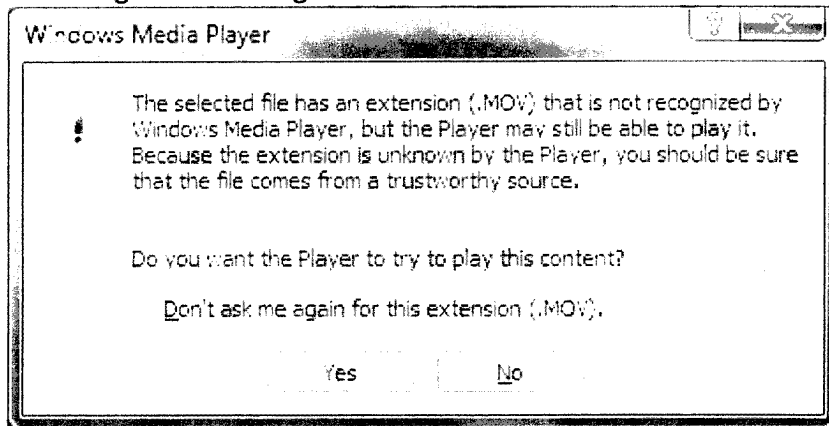 Windows Media Player
The selected file has an extension (.MOV) that is not recognized by
Windows Media Player, but the Player may still be able to play it.
Because the extension is unknown by the Player, you should be sure
that the file comes from a trustworthy source.
Do you want the Player to try to play this content?
Don't ask me again for this extension (.MOV).
Yes No